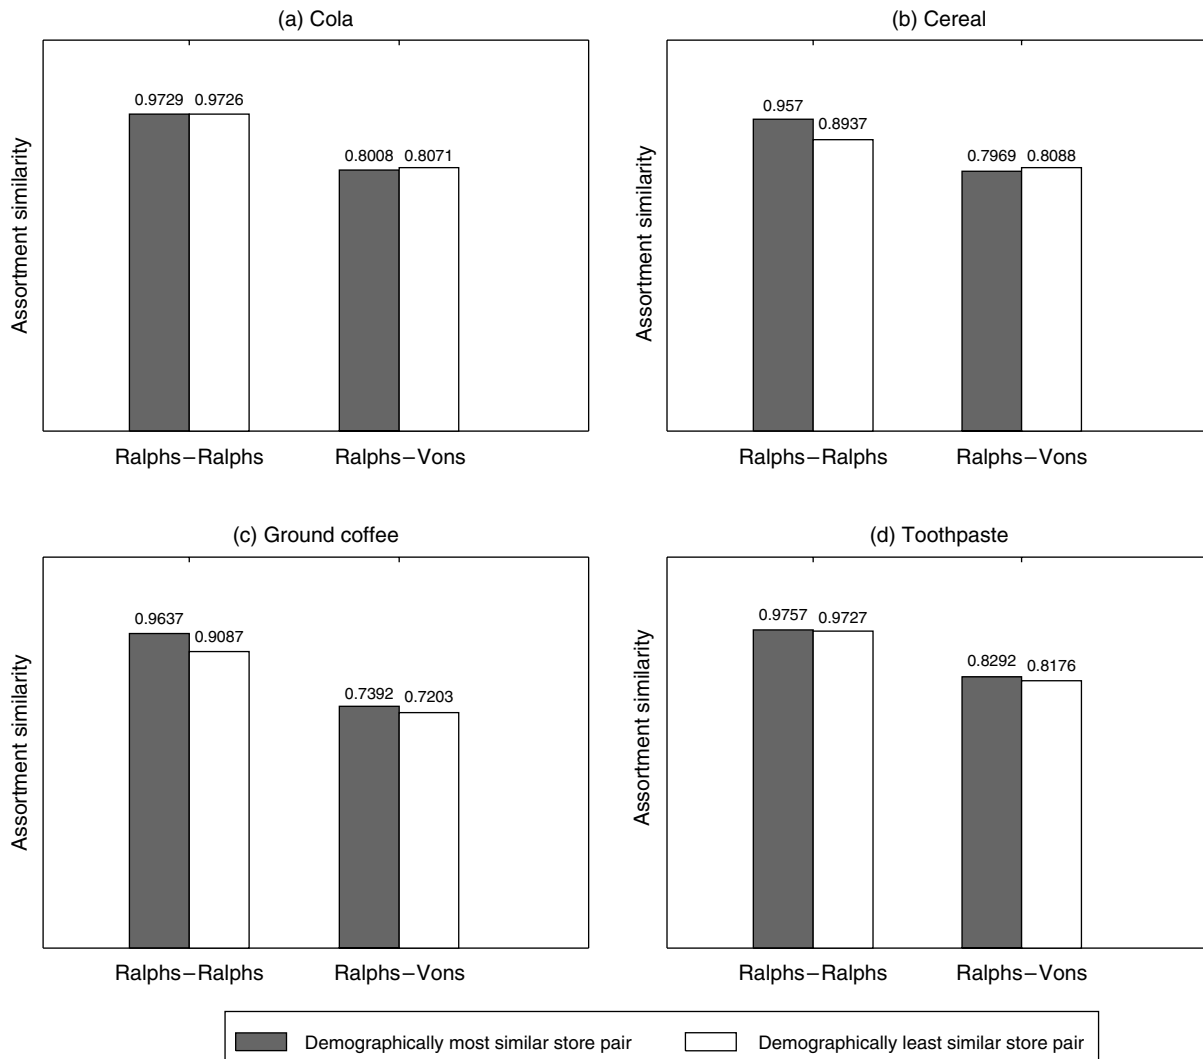 (a) Cola
Assortment similarity
0.9729 0.9726
0.8008 0.8071
Ralphs–Ralphs Ralphs–Vons
(b) Cereal
Assortment similarity
0.957
0.8937
0.7969 0.8088
Ralphs–Ralphs Ralphs–Vons
(c) Ground coffee
Assortment similarity
0.9637
0.9087
0.7392 0.7203
Ralphs–Ralphs Ralphs–Vons
(d) Toothpaste
Assortment similarity
0.9757 0.9727
0.8292 0.8176
Ralphs–Ralphs Ralphs–Vons
Demographically most similar store pair Demographically least similar store pair